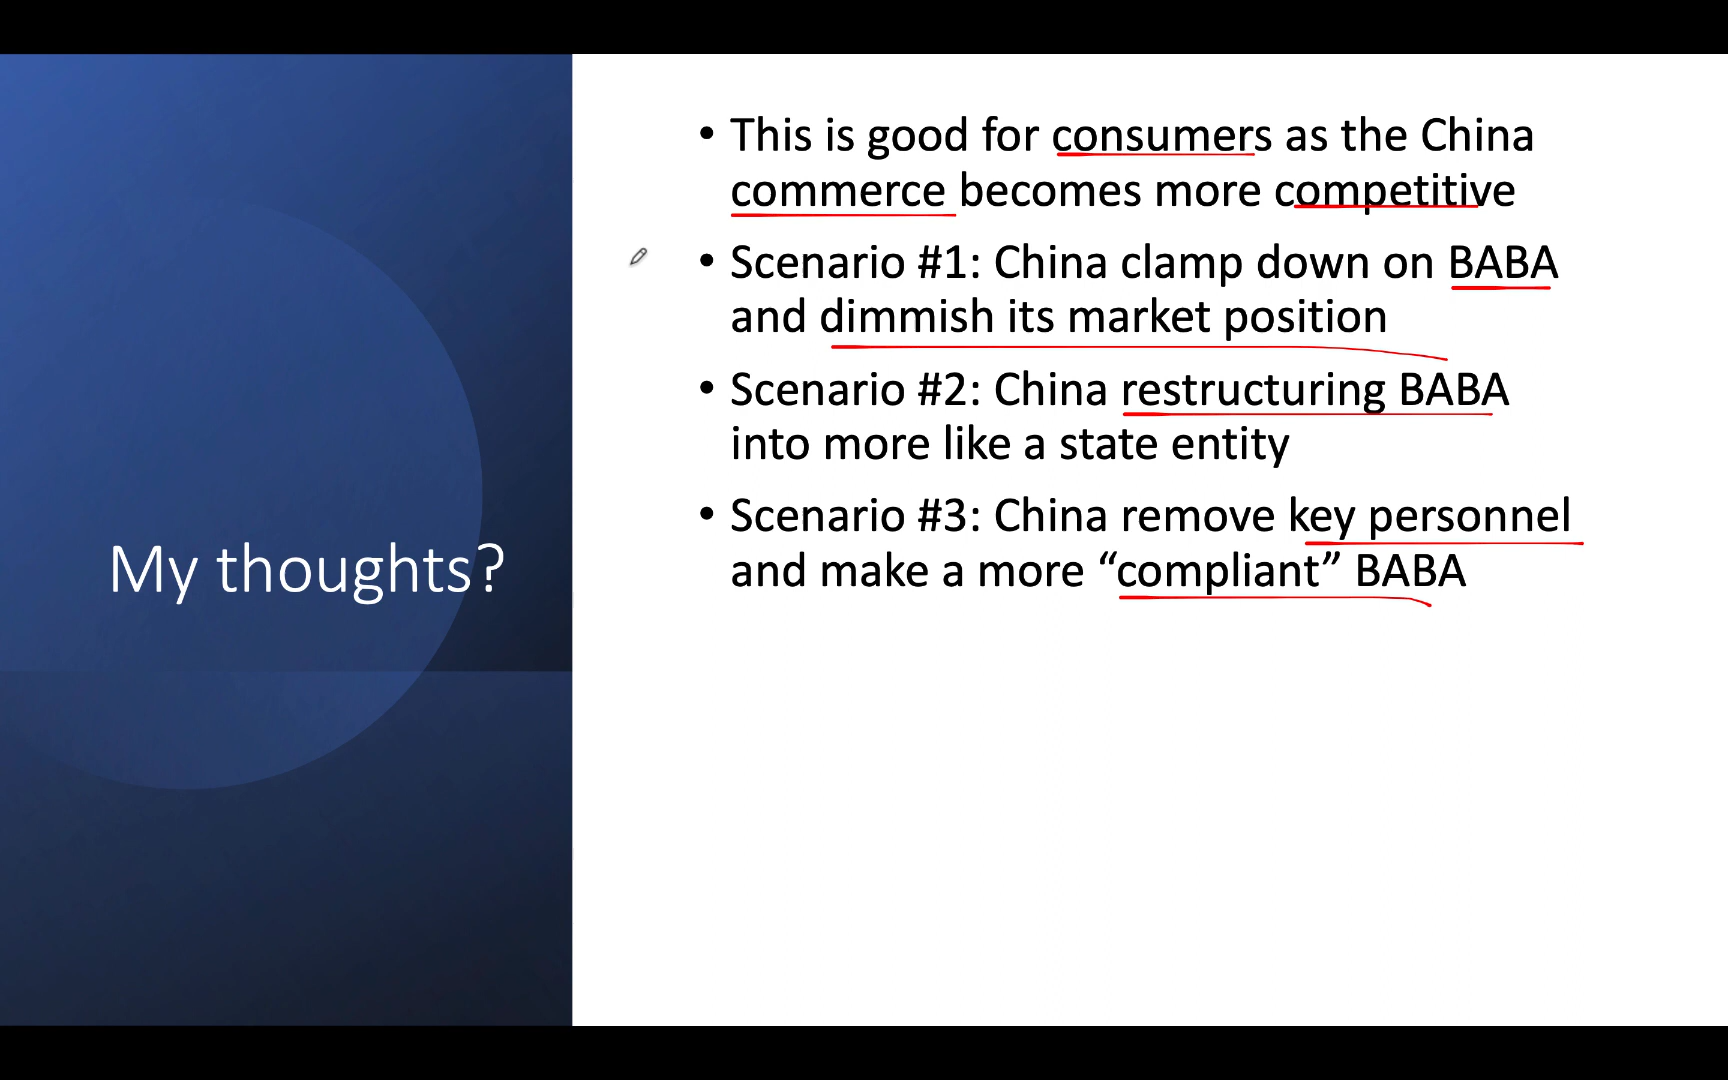 My thoughts?
• This is good for consumers as the China
commerce becomes more competitive
• Scenario #1: China clamp down on BABA
and dimmish its market position
• Scenario #2: China restructuring BABA
into more like a state entity
• Scenario #3: China remove key personnel
and make a more “compliant” BABA